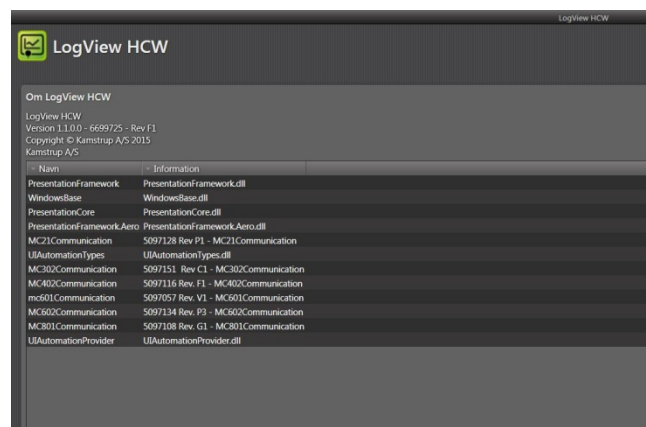 LogView HCW
LogView HCW
Om LogView HCW
LogView HCW
Version 1.1.0.0 - 6699725 - Rev F1
Copyright © Kamstrup A/S 2015
Kamstrup A/S
Navn Information
PresentationFramework PresentationFramework.dll
WindowsBase WindowsBase.dll
PresentationCore PresentationCore.dll
PresentationFramework.Aero PresentationFramework.Aero.dll
MC21Communication 5097128 Rev P1 - MC21Communication
UIAutomationTypes UIAutomationTypes.dll
MC302Communication 5097151 Rev C1 - MC302Communication
MC402Communication 5097116 Rev. F1 - MC402Communication
mc601Communication 5097057 Rev. V1 - MC601Communication
MC602Communication 5097134 Rev. P3 - MC602Communication
MC801Communication 5097108 Rev. G1 - MC801Communication
UIAutomationProvider UIAutomationProvider.dll